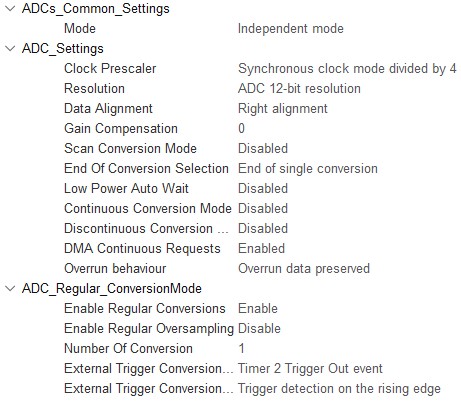 ADCs_Common_Settings
Mode Independent mode
ADC_Settings
Clock Prescaler Synchronous clock mode divided by 4
Resolution ADC 12-bit resolution
Data Alignment Right alignment
Gain Compensation 0
Scan Conversion Mode Disabled
End Of Conversion Selection End of single conversion
Low Power Auto Wait Disabled
Continuous Conversion Mode Disabled
Discontinuous Conversion ... Disabled
DMA Continuous Requests Enabled
Overrun behaviour Overrun data preserved
ADC_Regular_ConversionMode
Enable Regular Conversions Enable
Enable Regular Oversampling Disable
Number Of Conversion 1
External Trigger Conversion... Timer 2 Trigger Out event
External Trigger Conversion... Trigger detection on the rising edge